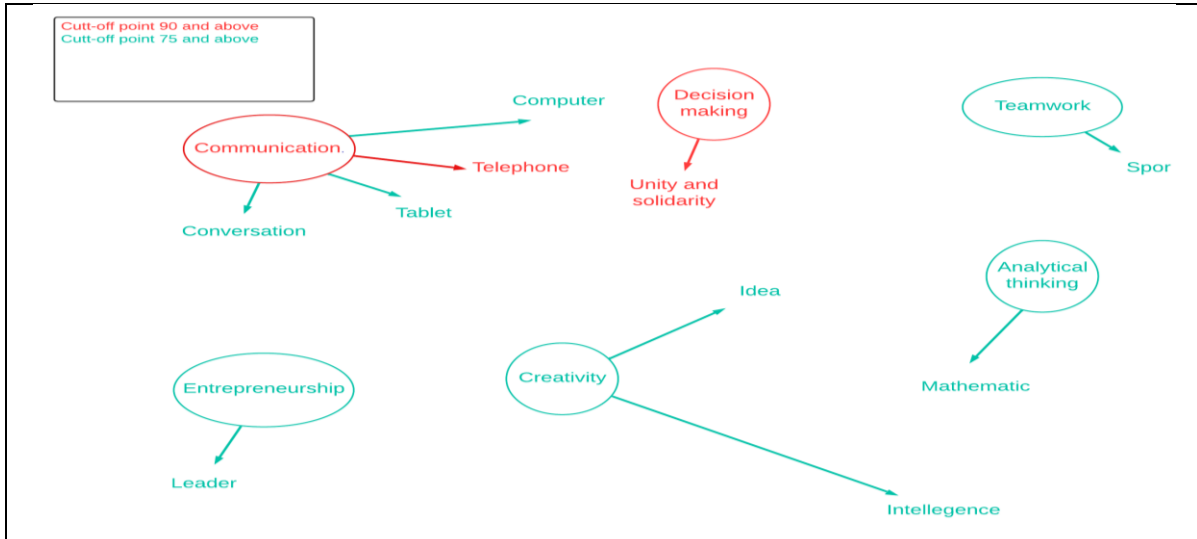 Cutt-off point 90 and above
Cutt-off point 75 and above
Computer
Decision
making
Teamwork
Communication.
Telephone
Spor
Unity and
solidarity
Tablet
Conversation
Analytical
thinking
Idea
Creativity
Entrepreneurship
Mathematic
Leader
Intellegence